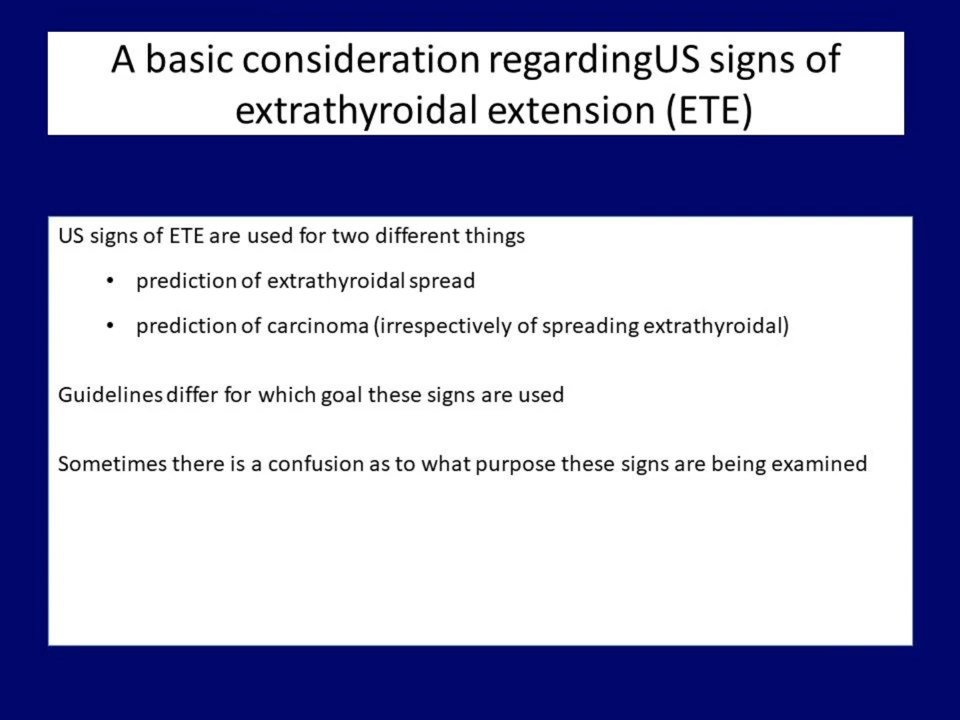 A basic consideration regardingUS signs of
extrathyroidal extension (ETE)
US signs of ETE are used for two different things
• prediction of extrathyroidal spread
• prediction of carcinoma (irrespectively of spreading extrathyroidal)
Guidelines differ for which goal these signs are used
Sometimes there is a confusion as to what purpose these signs are being examined